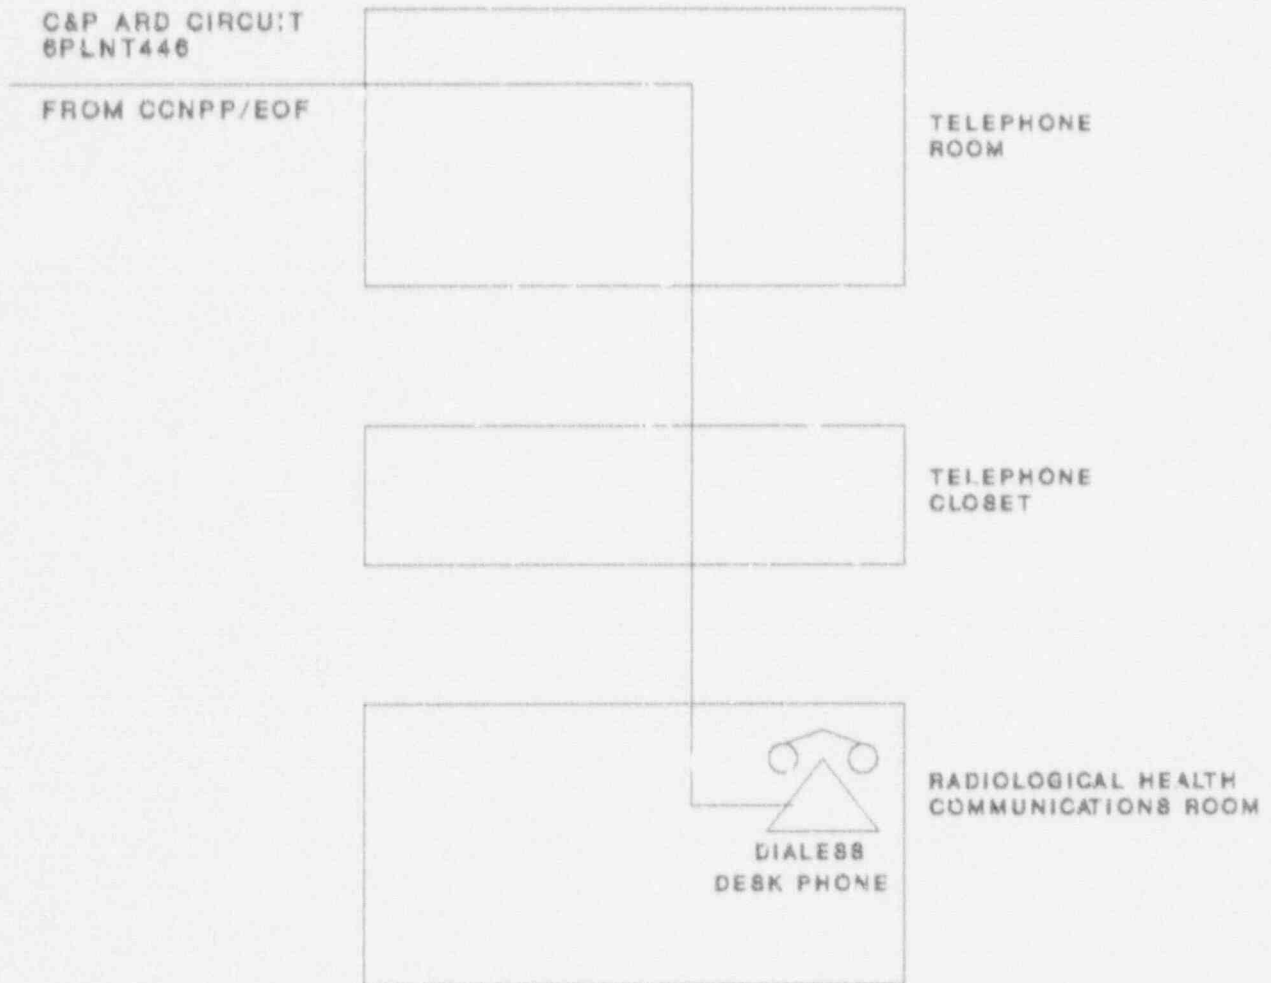 C&P ARD CIRCUIT
6PLNT446
FROM CCNPP/EOF
TELEPHONE
ROOM
TELEPHONE
CLOSET
RADIOLOGICAL HEALTH
COMMUNICATIONS ROOM
DIALESS
DESK PHONE